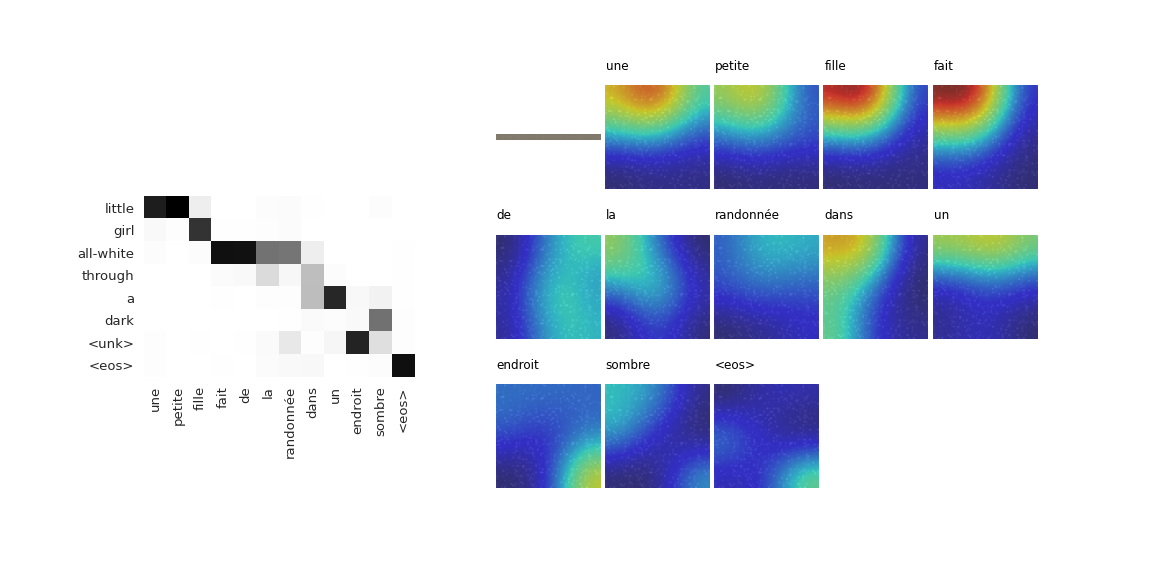 little
girl
all-white
through
a
dark
<unk>
<eos>
une petite fille fait de la randonnée dans un endroit sombre <eos>
une petite fille fait
de la randonnée dans un
endroit sombre <eos>